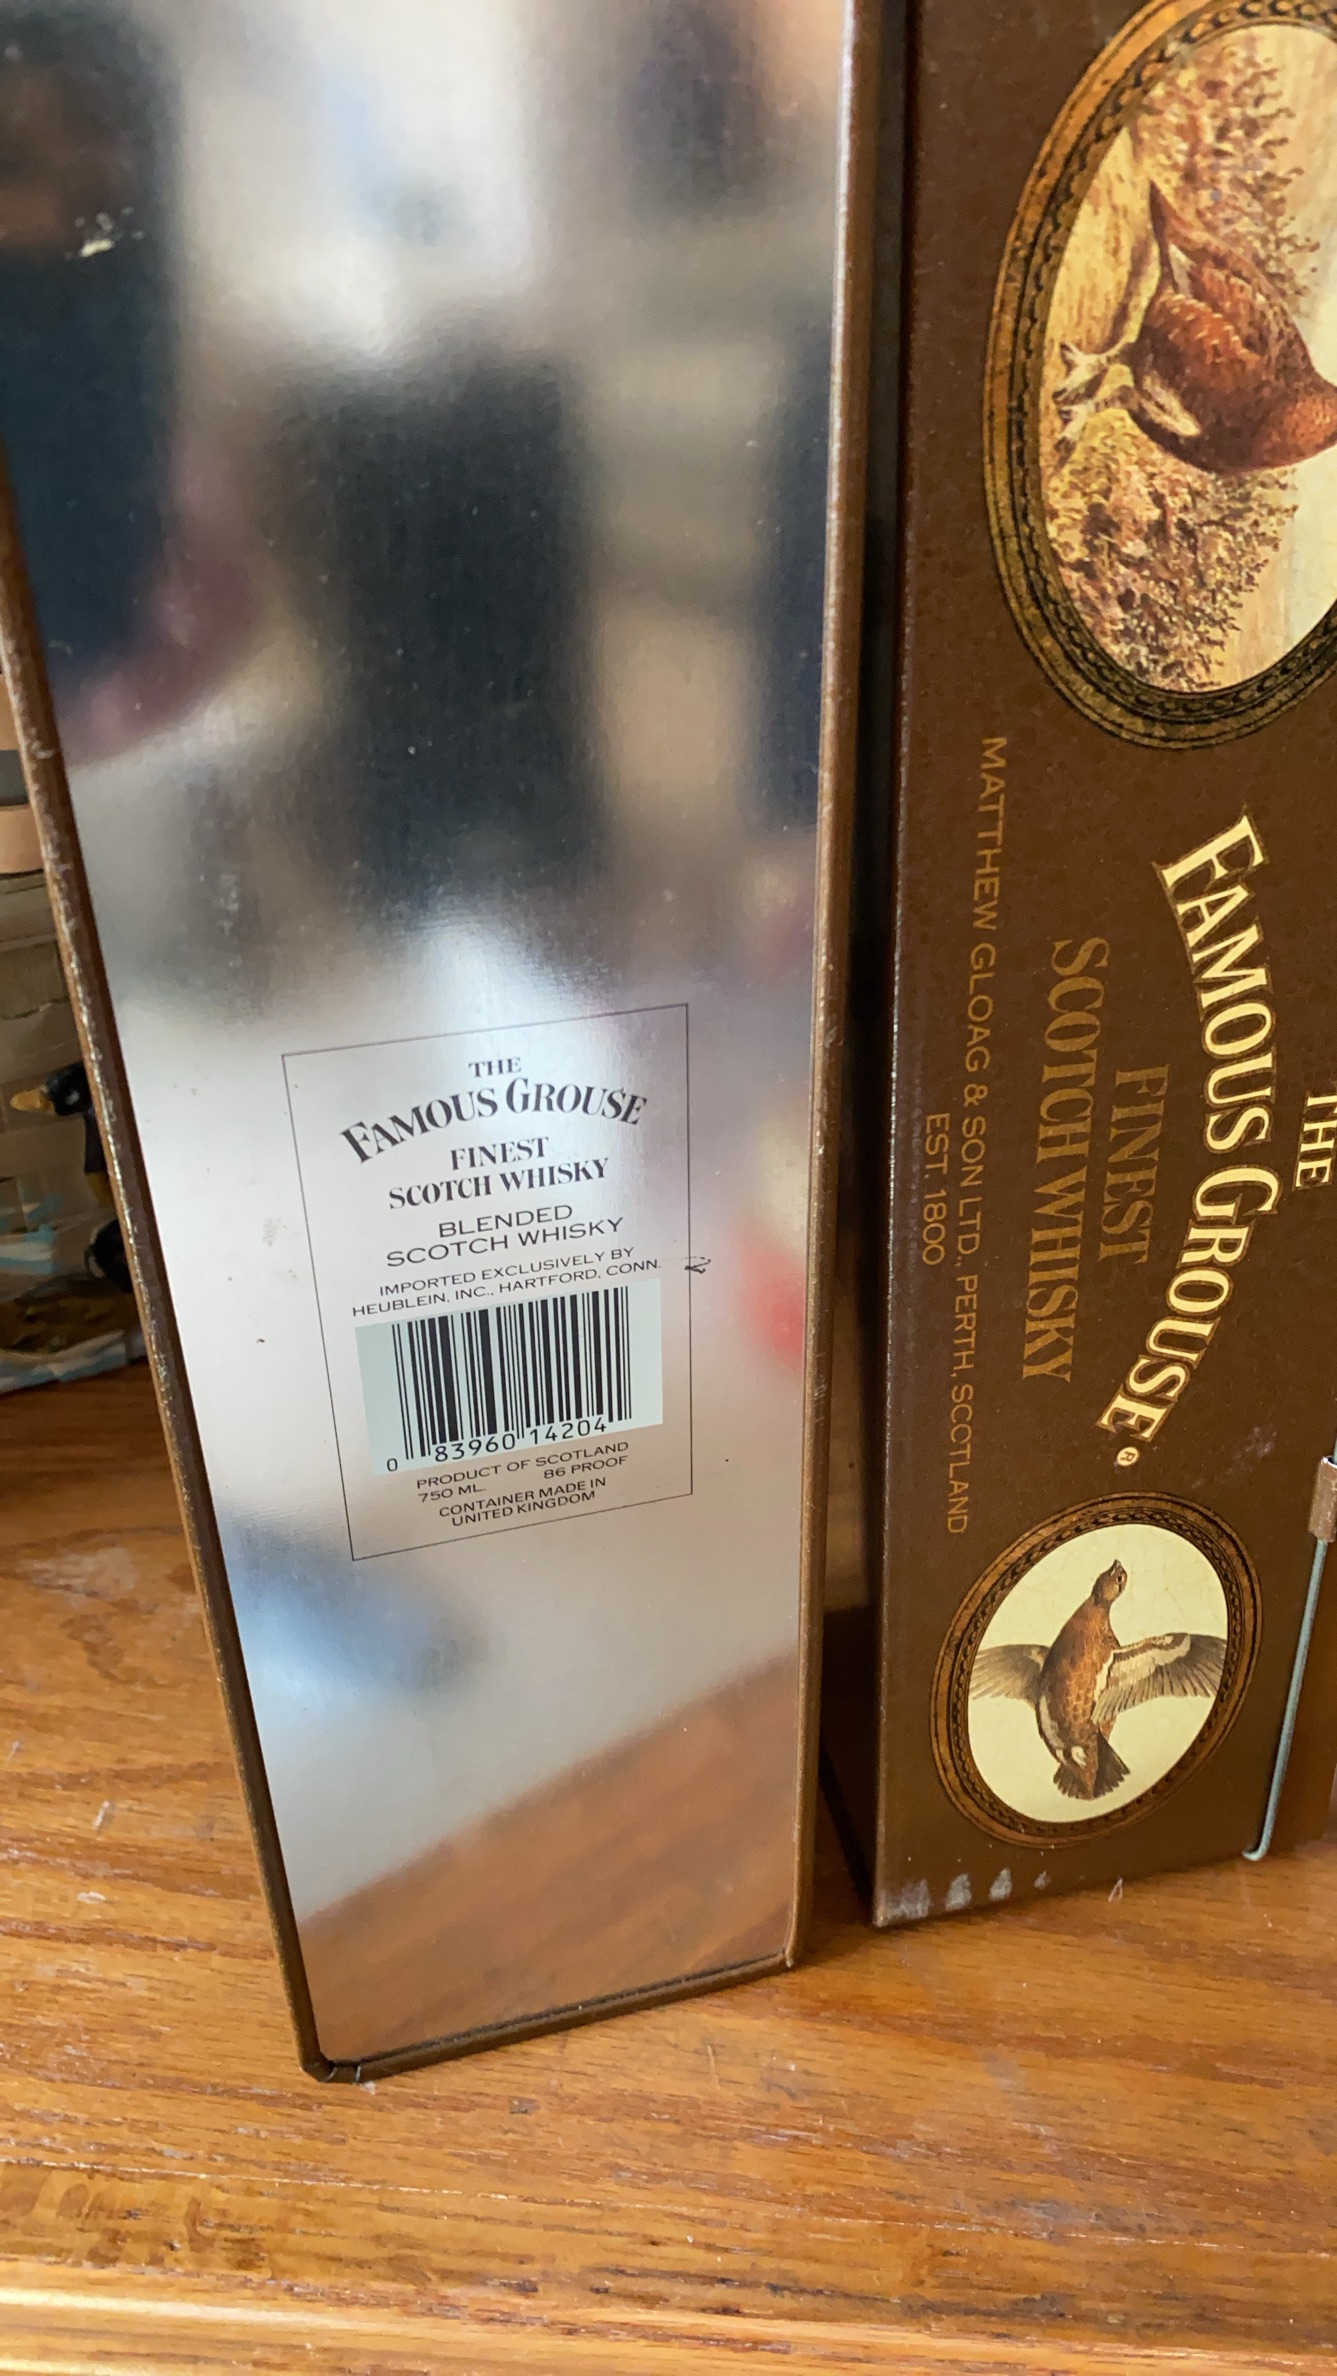 THE
FAMOUS GROUSE
FINEST
SCOTCH WHISKY
BLENDED
SCOTCH WHISKY
IMPORTED EXCLUSIVELY BY
HEUBLEIN, INC., HARTFORD, CONN.
0 83960 14204
PRODUCT OF SCOTLAND
750 ML. 86 PROOF
CONTAINER MADE IN
UNITED KINGDOM
THE
FAMOUS GROUSE®
FINEST
SCOTCH WHISKY
MATTHEW GLOAG & SON LTD., PERTH, SCOTLAND
EST. 1800